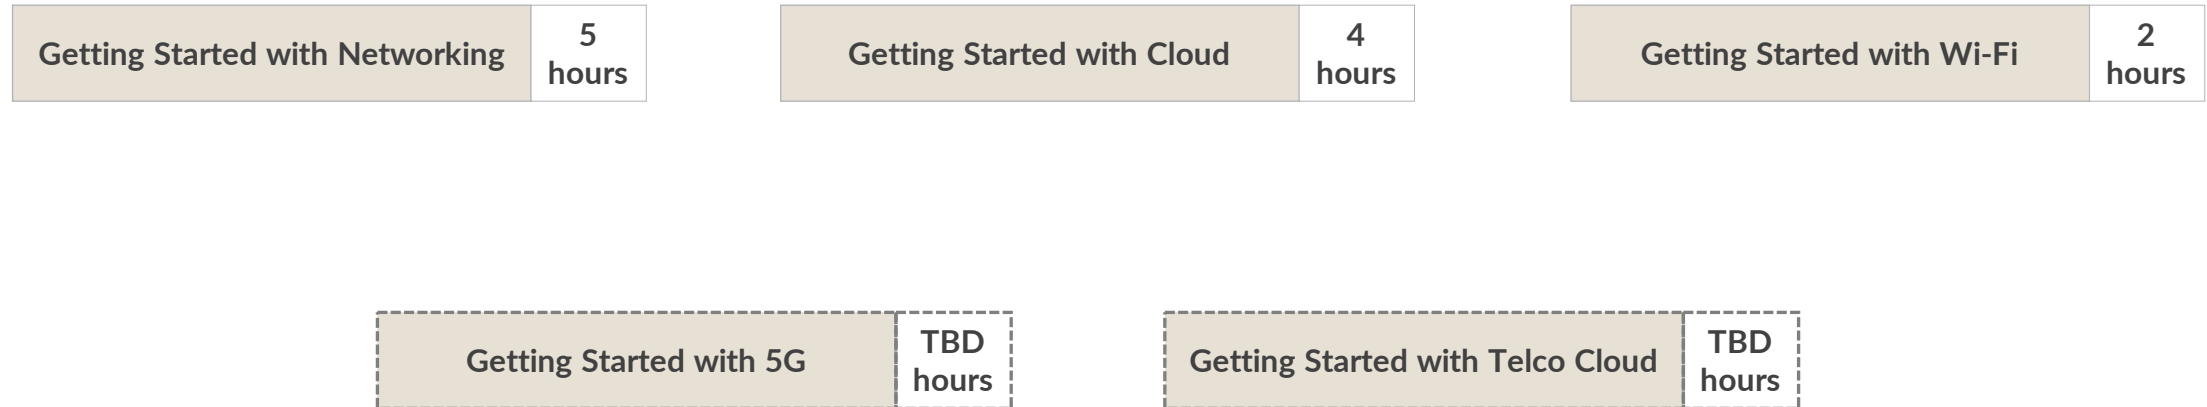 Getting Started with Networking
5
hours
Getting Started with Cloud
4
hours
Getting Started with Wi-Fi
2
hours
Getting Started with 5G
TBD
hours
Getting Started with Telco Cloud
TBD
hours